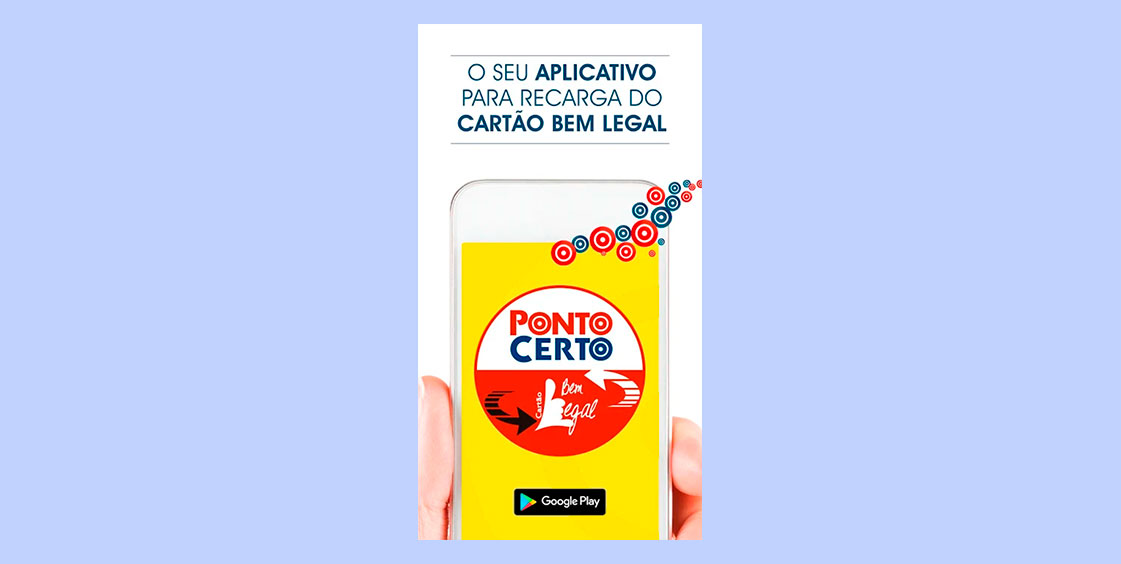 O SEU APLICATIVO
PARA RECARGA DO
CARTÃO BEM LEGAL
PONTO
CERTO
Cartão Bem
Legal
Google Play